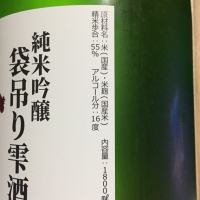 原材料名:米(国産)・米麹(国産米)
精米歩合:55% アルコール分:16度
内容量:1800㎖
純米吟醸
袋吊り雫酒